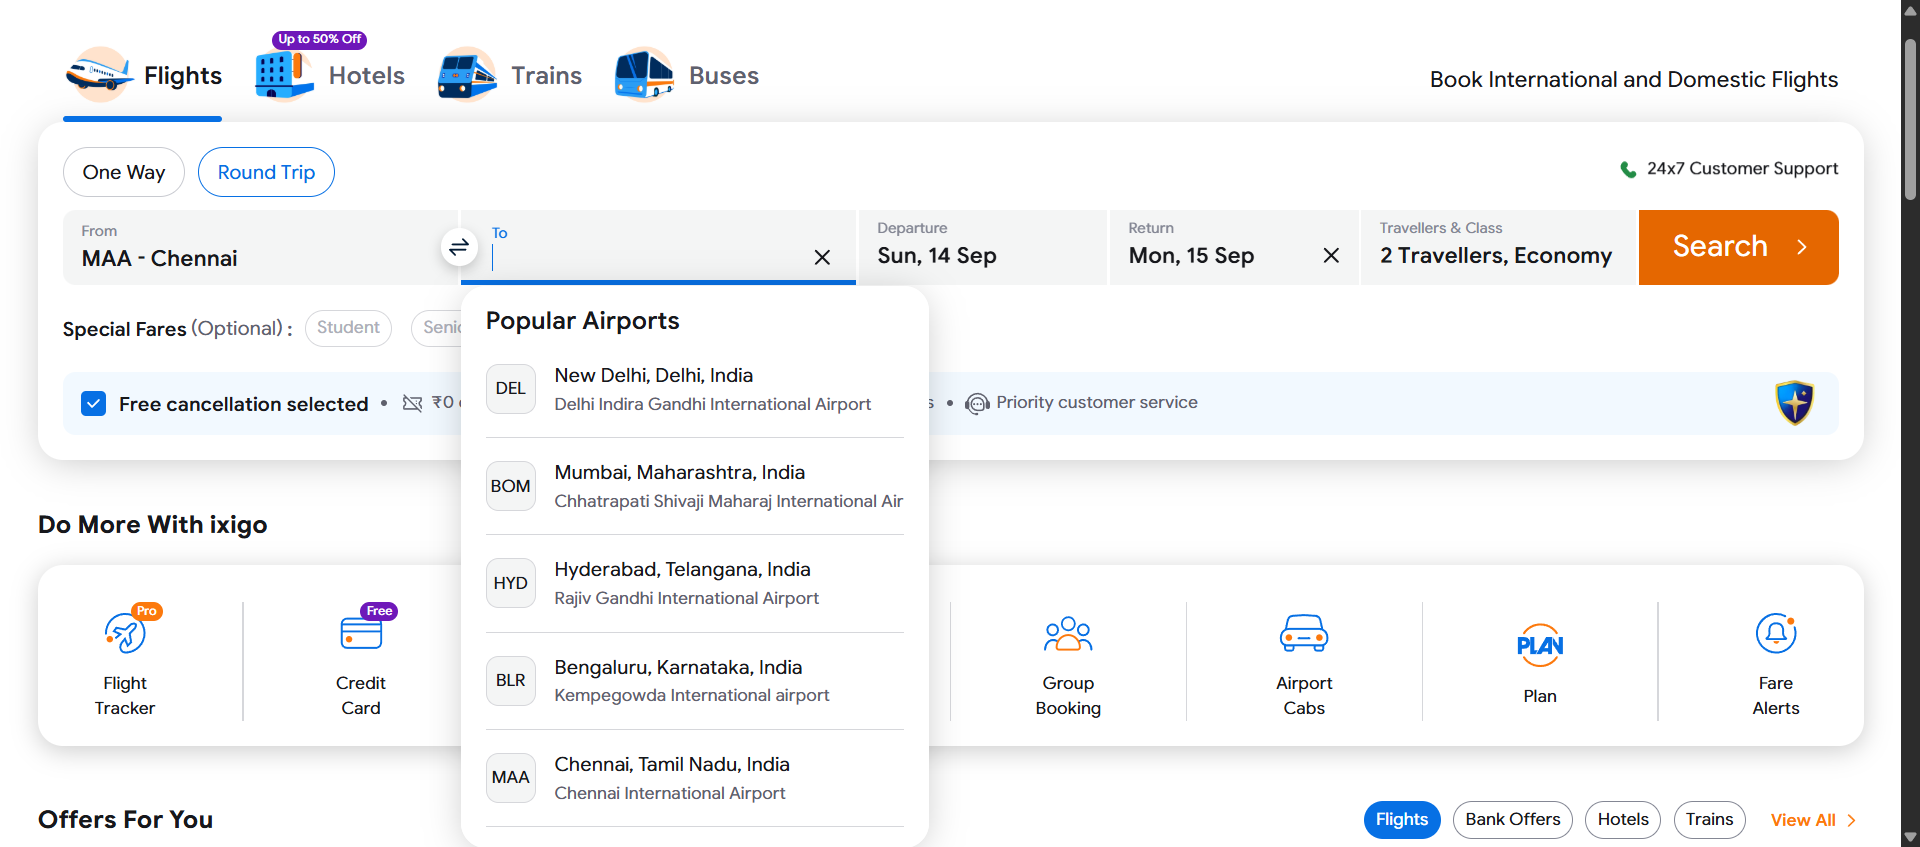 Up to 50% Off
Flights
Hotels
Trains
Buses
Book International and Domestic Flights
One Way
Round Trip
24x7 Customer Support
From
MAA - Chennai
To
Departure
Sun, 14 Sep
Return
Mon, 15 Sep
Travellers & Class
2 Travellers, Economy
Search
Special Fares (Optional) :
Student
Popular Airports
Free cancellation selected • ₹0
• Priority customer service
DEL
New Delhi, Delhi, India
Delhi Indira Gandhi International Airport
BOM
Mumbai, Maharashtra, India
Chhatrapati Shivaji Maharaj International Air
HYD
Hyderabad, Telangana, India
Rajiv Gandhi International Airport
BLR
Bengaluru, Karnataka, India
Kempegowda International airport
MAA
Chennai, Tamil Nadu, India
Chennai International Airport
Do More With ixigo
Pro
Flight
Tracker
Free
Credit
Card
Group
Booking
Airport
Cabs
PLAN
Plan
Fare
Alerts
Offers For You
Flights
Bank Offers
Hotels
Trains
View All